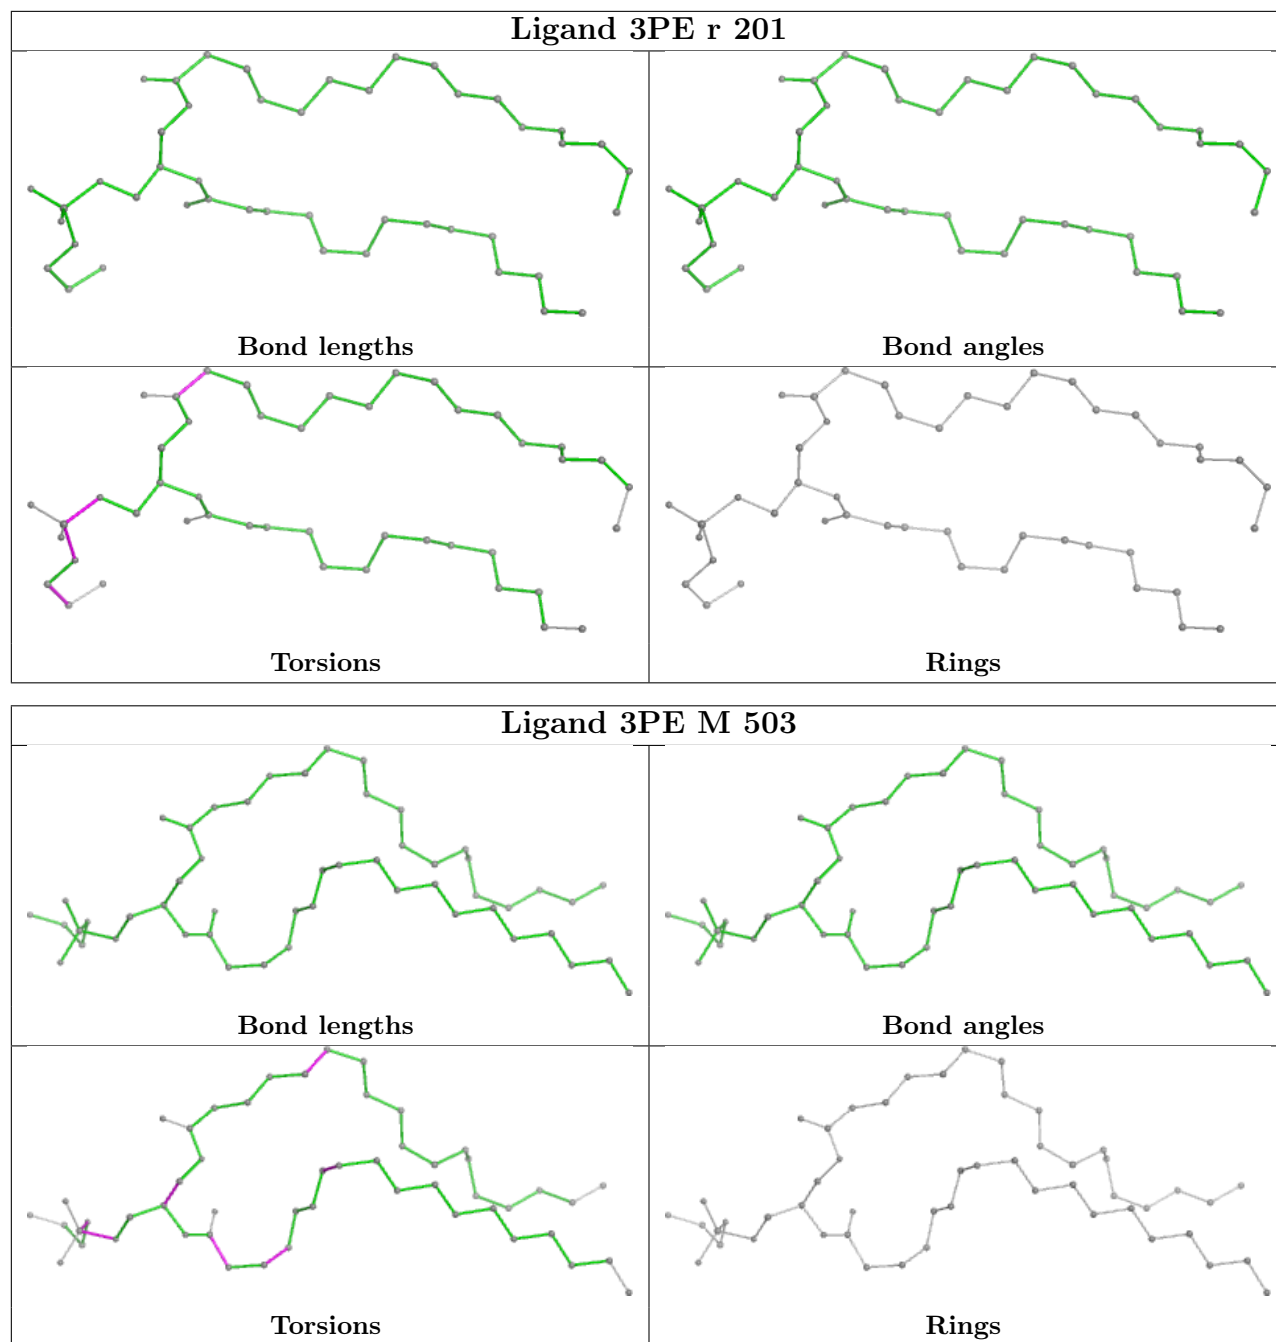 Ligand 3PE r 201
Bond lengths
Bond angles
Torsions
Rings
Ligand 3PE M 503
Bond lengths
Bond angles
Torsions
Rings